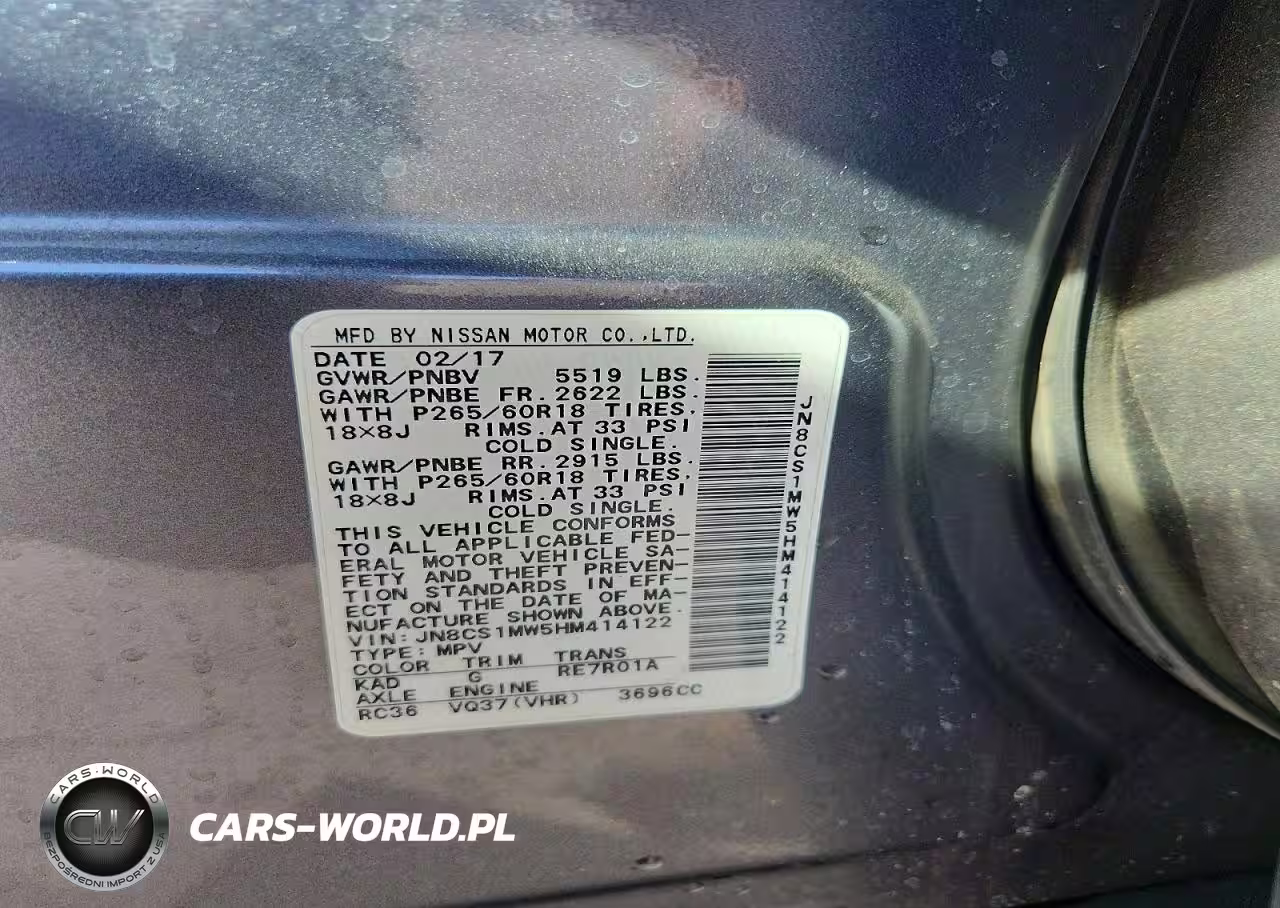 MFD BY NISSAN MOTOR CO.,LTD.
DATE 02/17
GVWR/PNBV 5519 LBS.
GAWR/PNBE FR. 2622 LBS.
WITH P265/60R18 TIRES,
18×8J RIMS.AT 33 PSI
COLD SINGLE.
GAWR/PNBE RR. 2915 LBS.
WITH P265/60R18 TIRES,
18×8J RIMS.AT 33 PSI
COLD SINGLE.
THIS VEHICLE CONFORMS
TO ALL APPLICABLE FED-
ERAL MOTOR VEHICLE SA-
FETY AND THEFT PREVEN-
TION STANDARDS IN EFF-
ECT ON THE DATE OF MA-
NUFACTURE SHOWN ABOVE.
VIN: JN8CS1MW5HM414122
TYPE: MPV
COLOR TRIM TRANS
KAD G RE7R01A
AXLE ENGINE
RC36 VQ37(VHR) 3696CC
JN8CS1MW5HM414122
CARS-WORLD
CW
BEZPOŚREDNI IMPORT Z USA
CARS-WORLD.PL